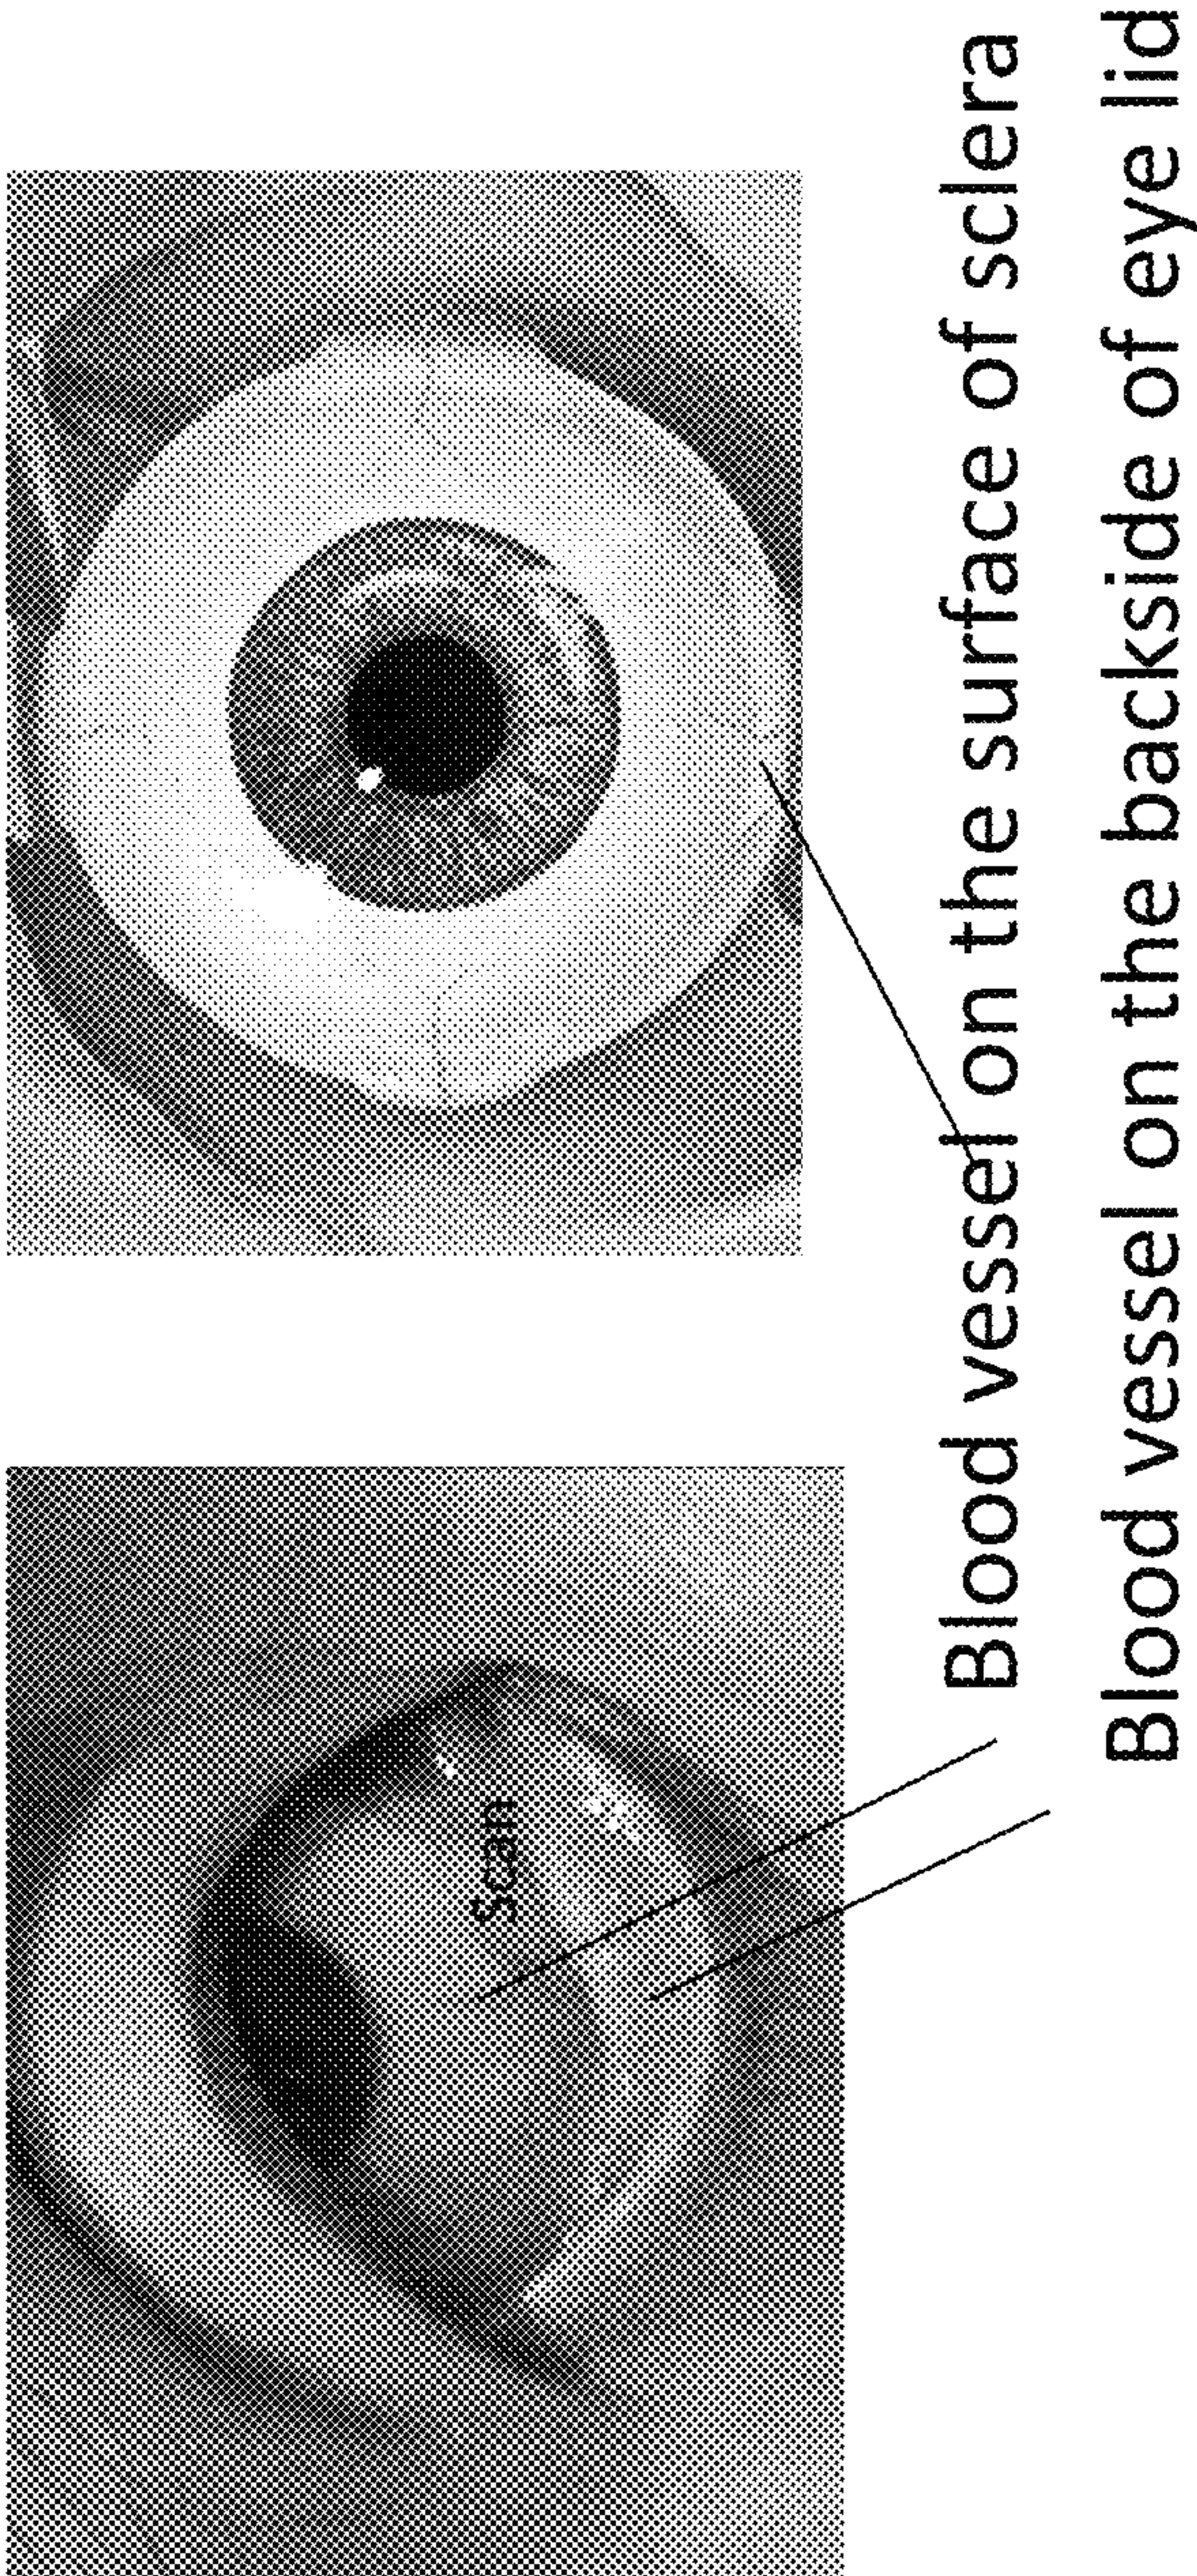 Scan
Blood vessel on the surface of sclera
Blood vessel on the backside of eye lid